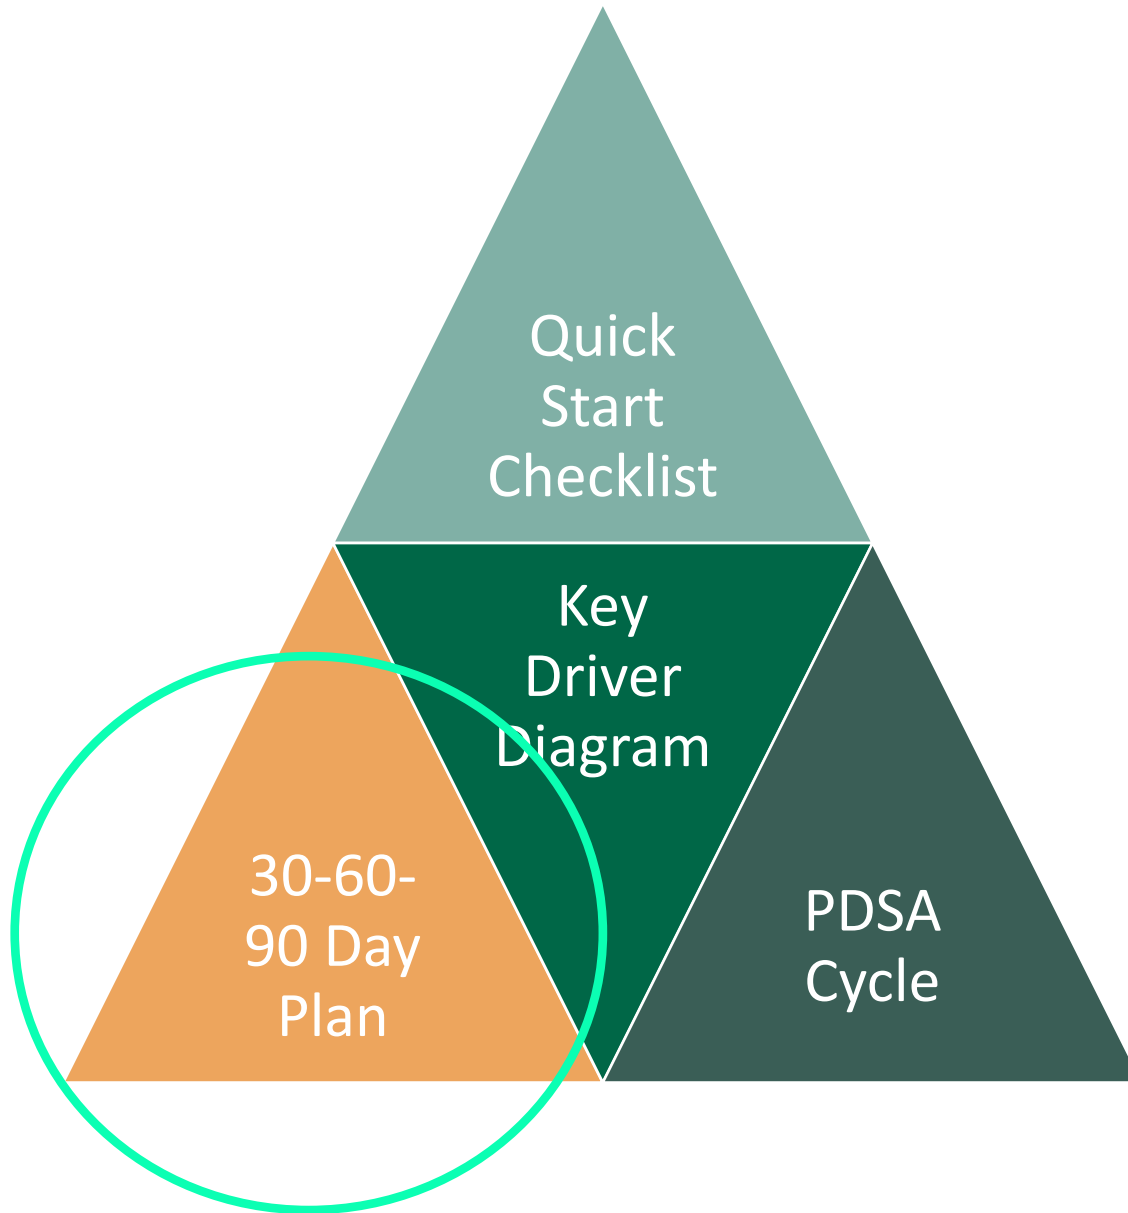 Quick
Start
Checklist
Key
Driver
Diagram
30-60-
90 Day
Plan
PDSA
Cycle